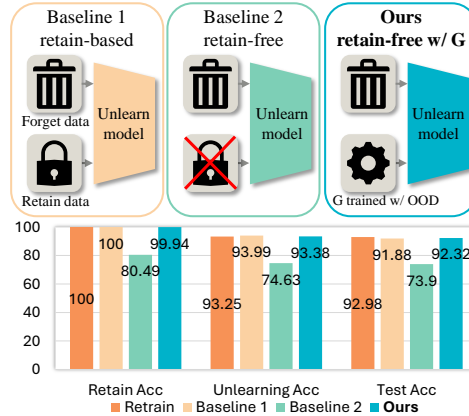 Baseline 1
retain-based
Forget data
Unlearn
model
Retain data
Baseline 2
retain-free
Unlearn
model
Ours
retain-free w/ G
Unlearn
model
G trained w/ OOD
100
80
60
40
20
0
100
100
80.49
99.94
93.25
93.99
74.63
93.38
92.98
91.88
73.9
92.32
Retain Acc
Unlearning Acc
Test Acc
Retrain
Baseline 1
Baseline 2
Ours